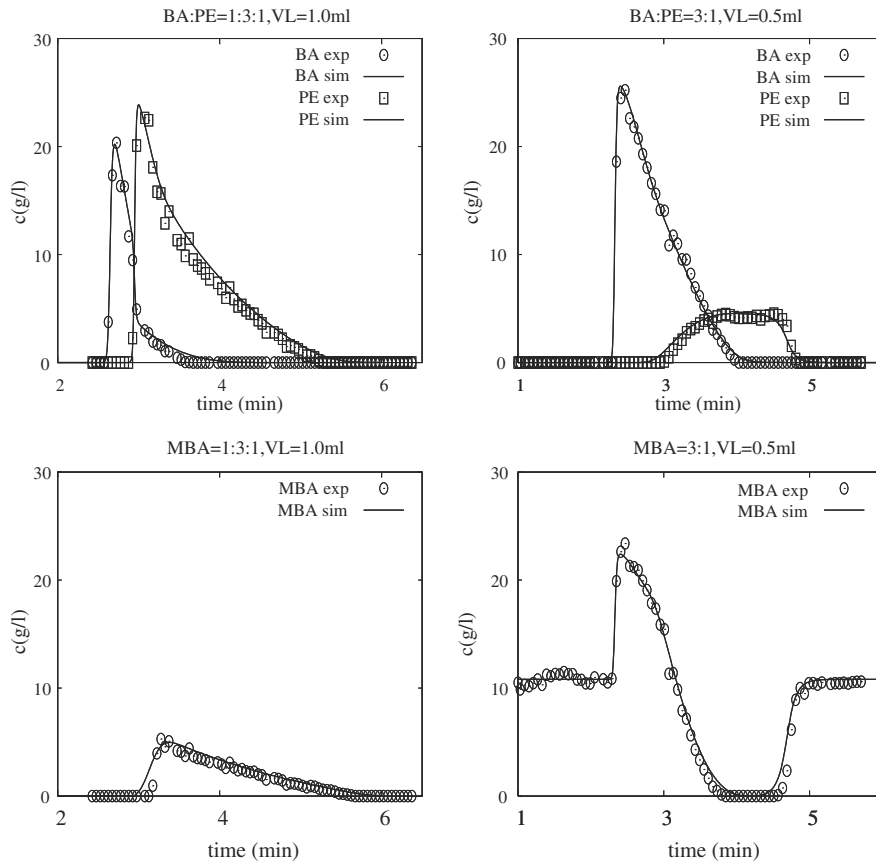 BA:PE=1:3:1,VL=1.0ml
30
20
10
0
c(g/l)
BA exp
BA sim
PE exp
PE sim
2
4
6
time (min)
BA:PE=3:1,VL=0.5ml
30
20
10
0
c(g/l)
BA exp
BA sim
PE exp
PE sim
1
3
5
time (min)
MBA=1:3:1,VL=1.0ml
30
20
10
0
c(g/l)
MBA exp
MBA sim
2
4
6
time (min)
MBA=3:1,VL=0.5ml
30
20
10
0
c(g/l)
MBA exp
MBA sim
1
3
5
time (min)